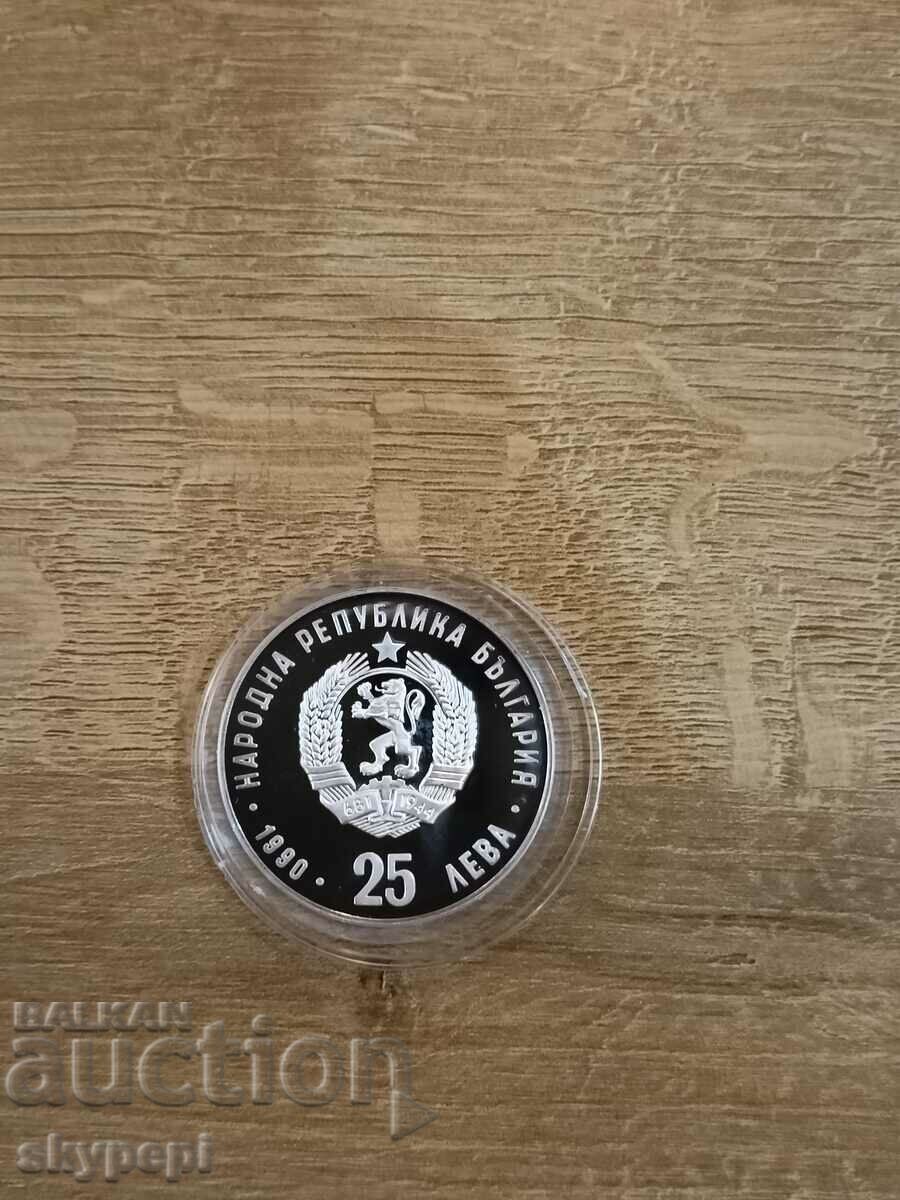 НАРОДНА РЕПУБЛИКА БЪЛГАРИЯ
681 1944
· 1990 · 25 ЛЕВА ·
BALKAN
auction
skypepi